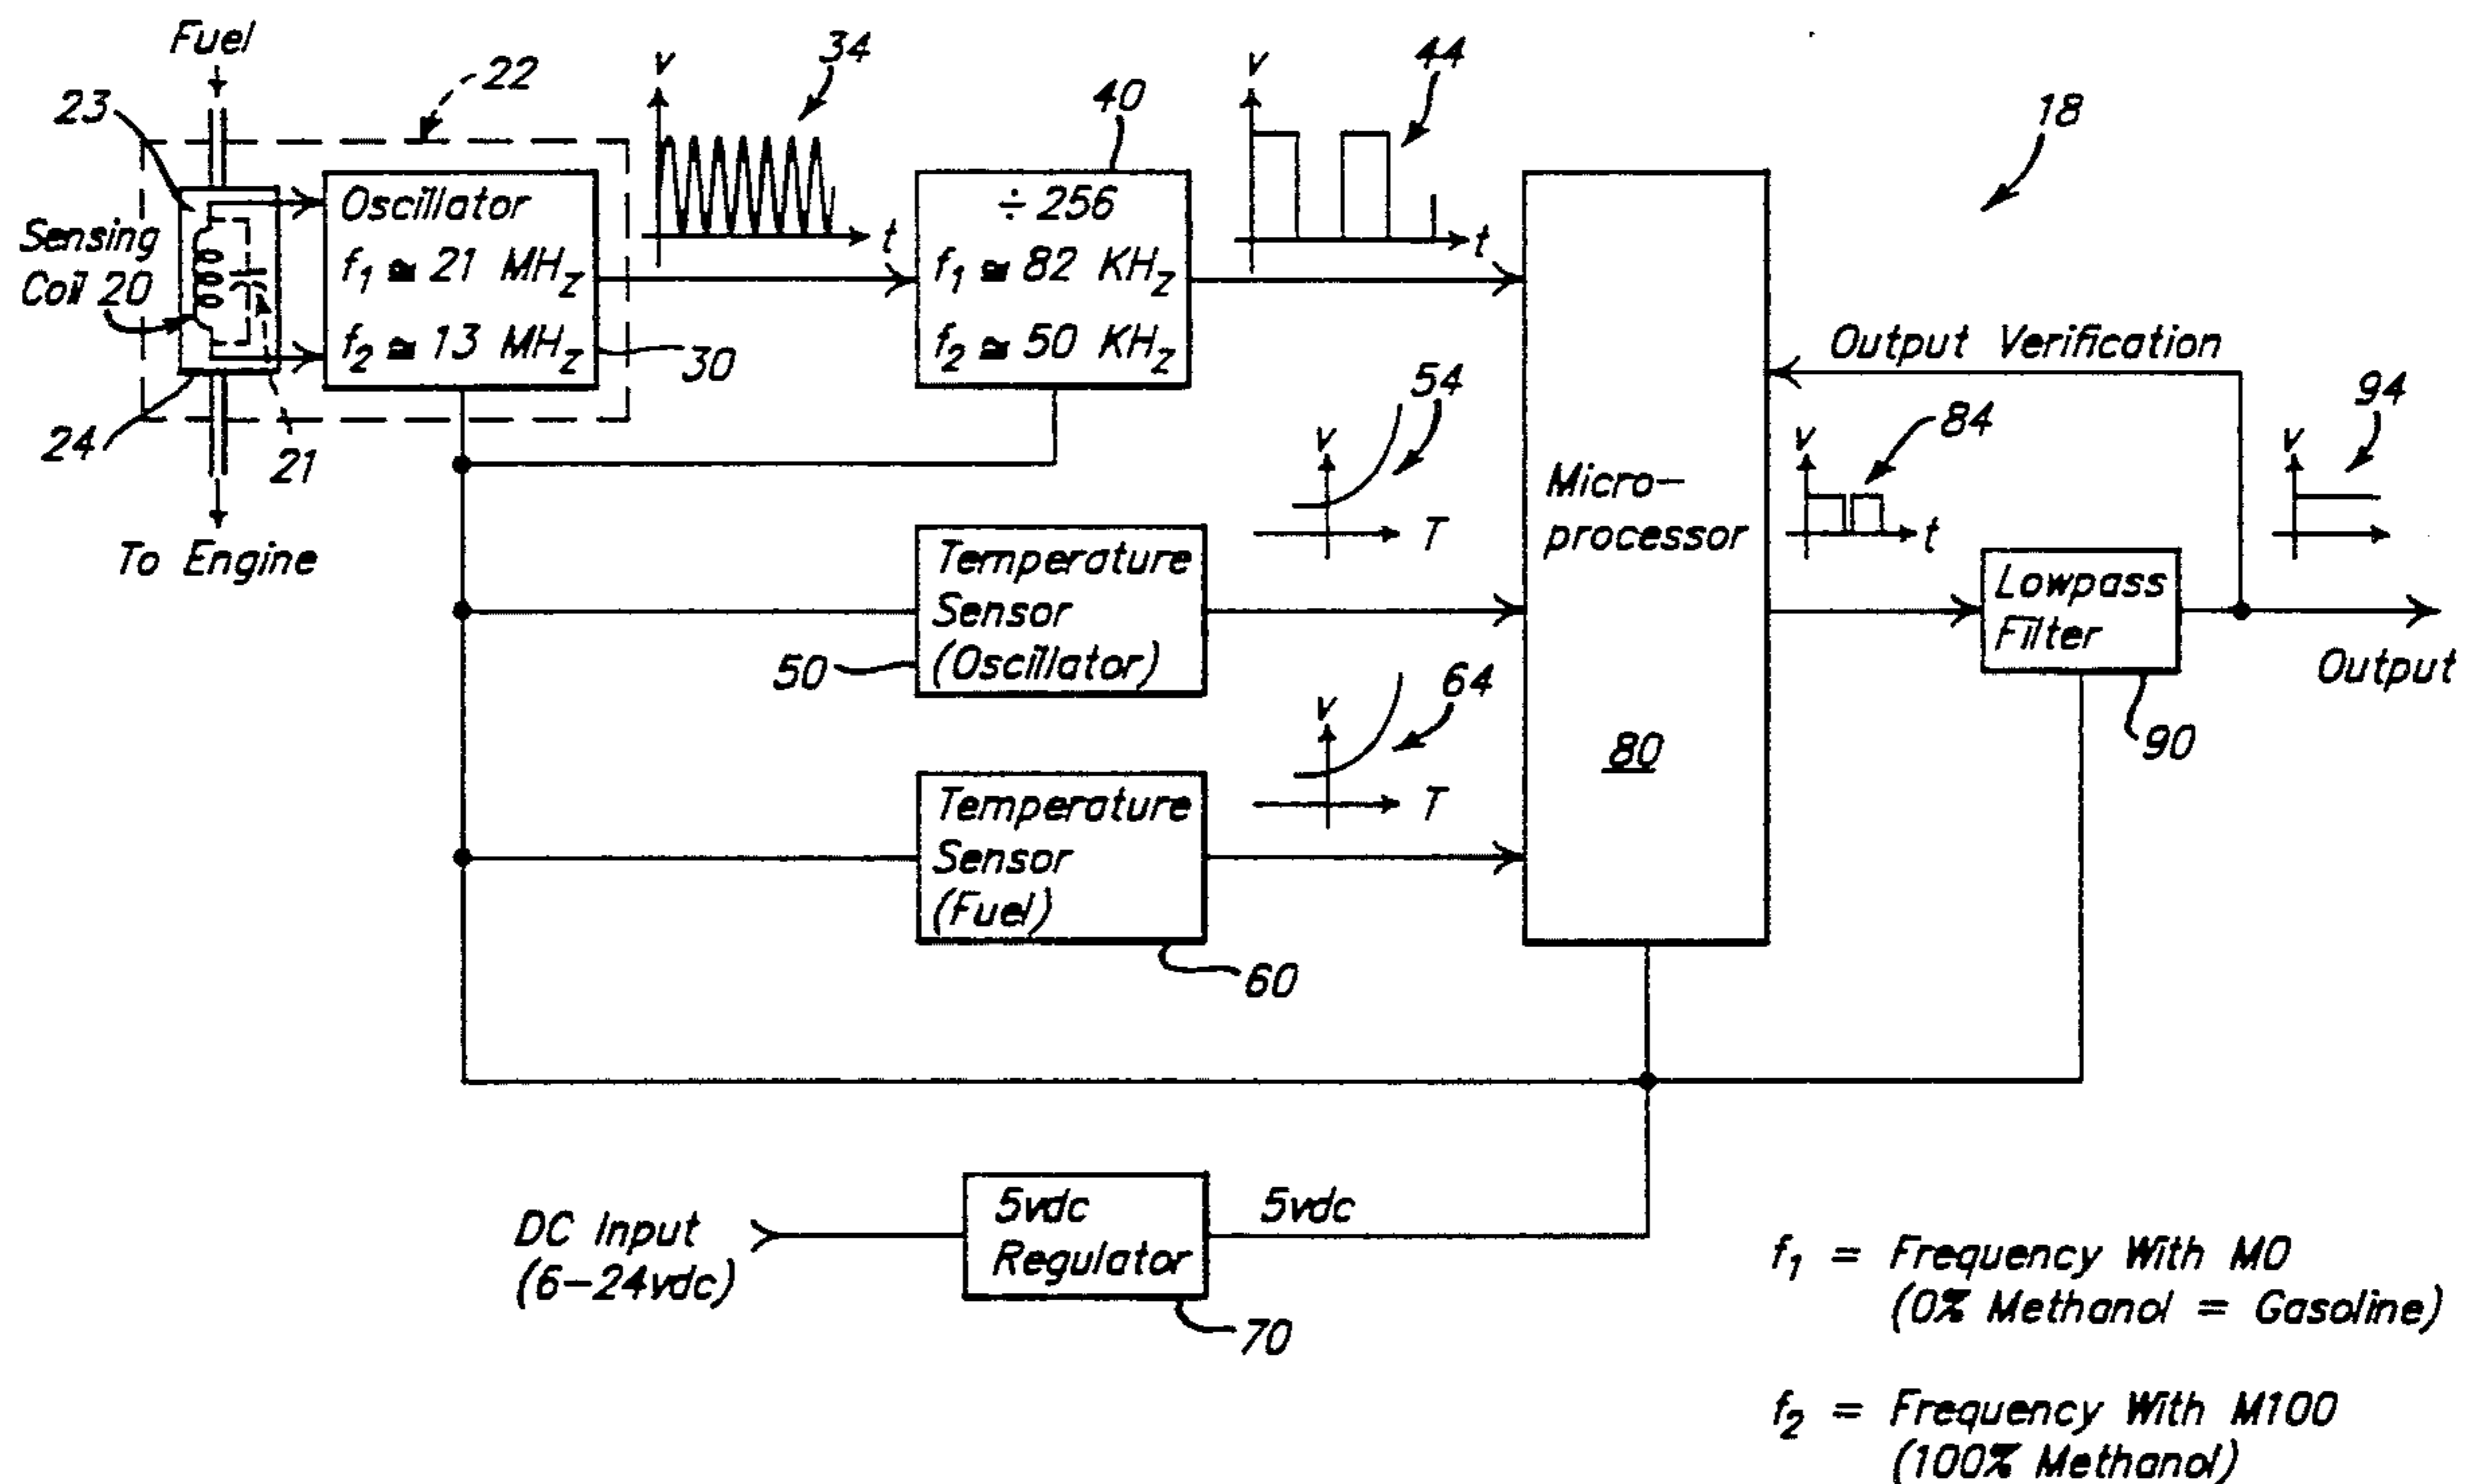 Fuel
23
22
v
34
t
40
v
44
t
18
Sensing
Coil 20
Oscillator
f₁ ≅ 21 MHz
f₂ ≅ 13 MHz
30
÷256
f₁ ≅ 82 KHz
f₂ ≅ 50 KHz
24
21
To Engine
Output Verification
54
v
T
Micro-
processor
80
84
v
t
94
v
Temperature
Sensor
(Oscillator)
50
Lowpass
Filter
90
Output
64
v
T
Temperature
Sensor
(Fuel)
60
DC Input
(6-24vdc)
5vdc
Regulator
70
5vdc
f₁ = Frequency With M0
(0% Methanol = Gasoline)
f₂ = Frequency With M100
(100% Methanol)